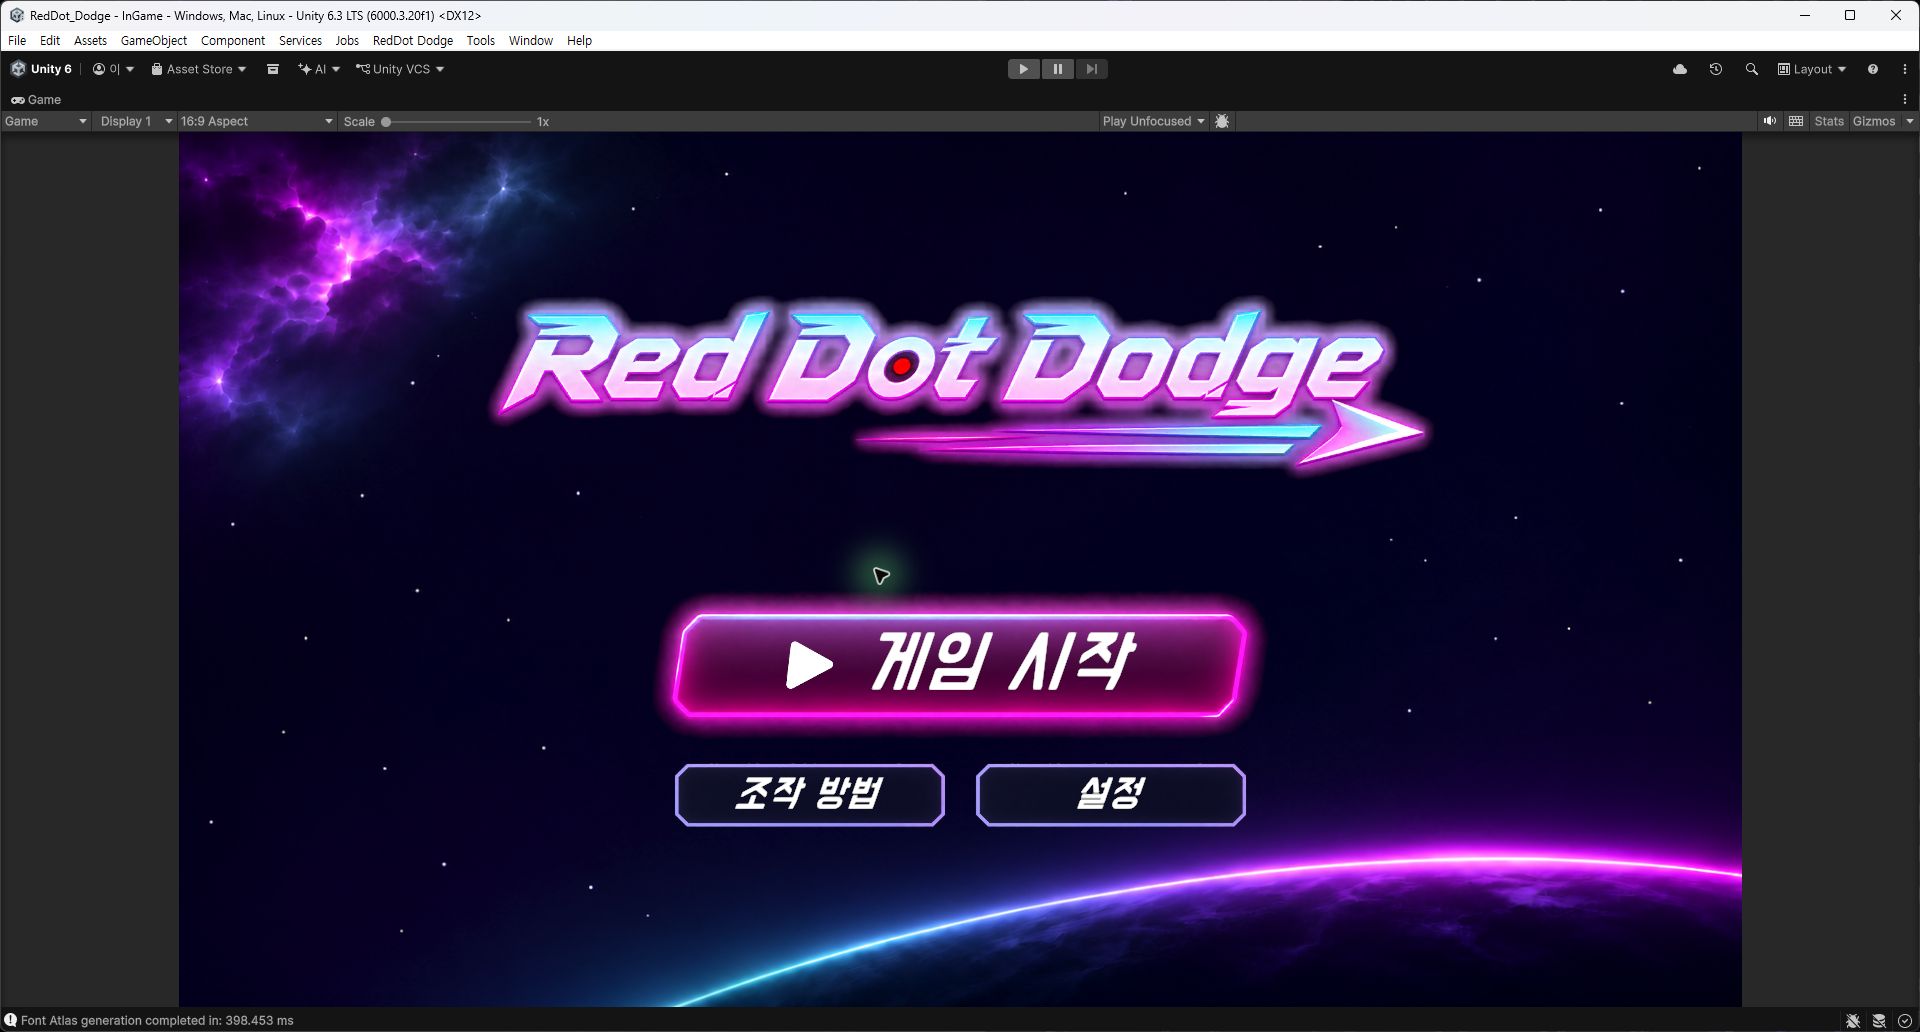 RedDot_Dodge - InGame - Windows, Mac, Linux - Unity 6.3 LTS (6000.3.20f1) <DX12>
File Edit Assets GameObject Component Services Jobs RedDot Dodge Tools Window Help
Unity 6 Asset Store AI Unity VCS Layout
Game
Game Display 1 16:9 Aspect Scale 1x Play Unfocused Stats Gizmos
Red Dot Dodge
게임 시작
조작 방법 설정
Font Atlas generation completed in: 398.453 ms